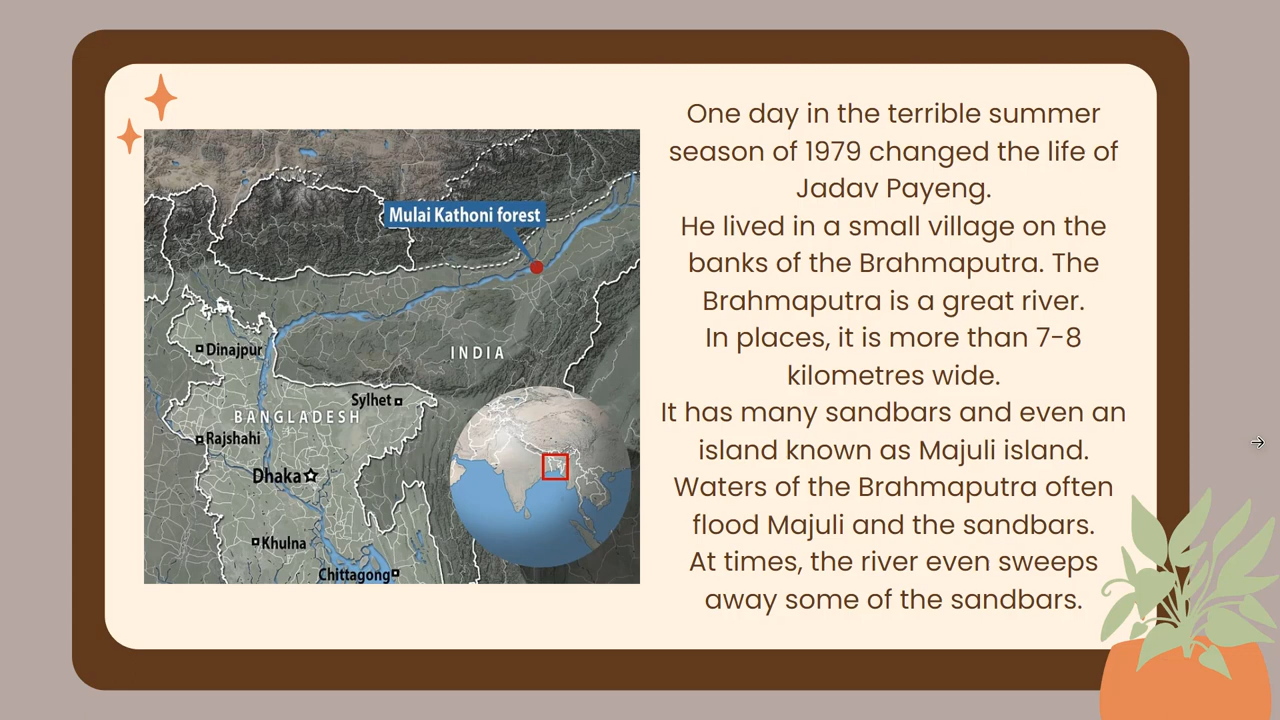 One day in the terrible summer
season of 1979 changed the life of
Jadav Payeng.
He lived in a small village on the
banks of the Brahmaputra. The
Brahmaputra is a great river.
In places, it is more than 7-8
kilometres wide.
It has many sandbars and even an
island known as Majuli island.
Waters of the Brahmaputra often
flood Majuli and the sandbars.
At times, the river even sweeps
away some of the sandbars.
Mulai Kathoni forest
INDIA
Dinajpur
Sylhet
BANGLADESH
Rajshahi
Dhaka
Khulna
Chittagong